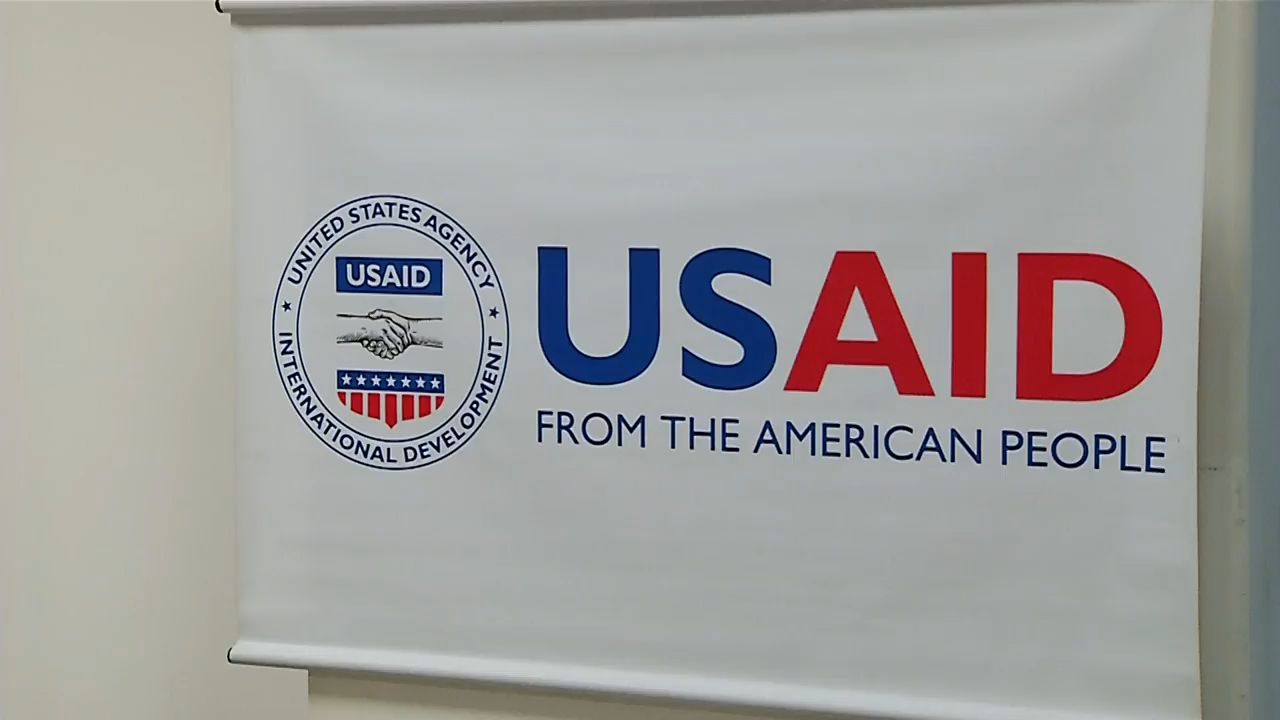 UNITED STATES AGENCY
USAID
INTERNATIONAL DEVELOPMENT
USAID
FROM THE AMERICAN PEOPLE